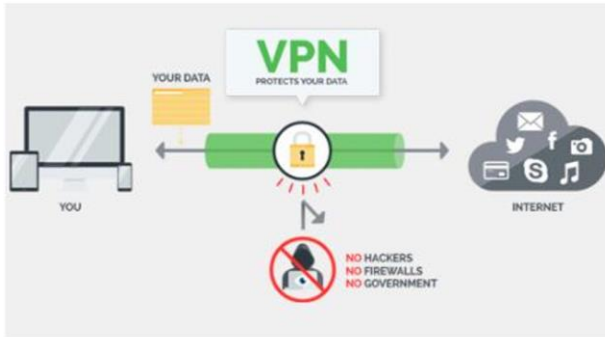 VPN
PROTECTS YOUR DATA
YOUR DATA
YOU
INTERNET
NO HACKERS
NO FIREWALLS
NO GOVERNMENT